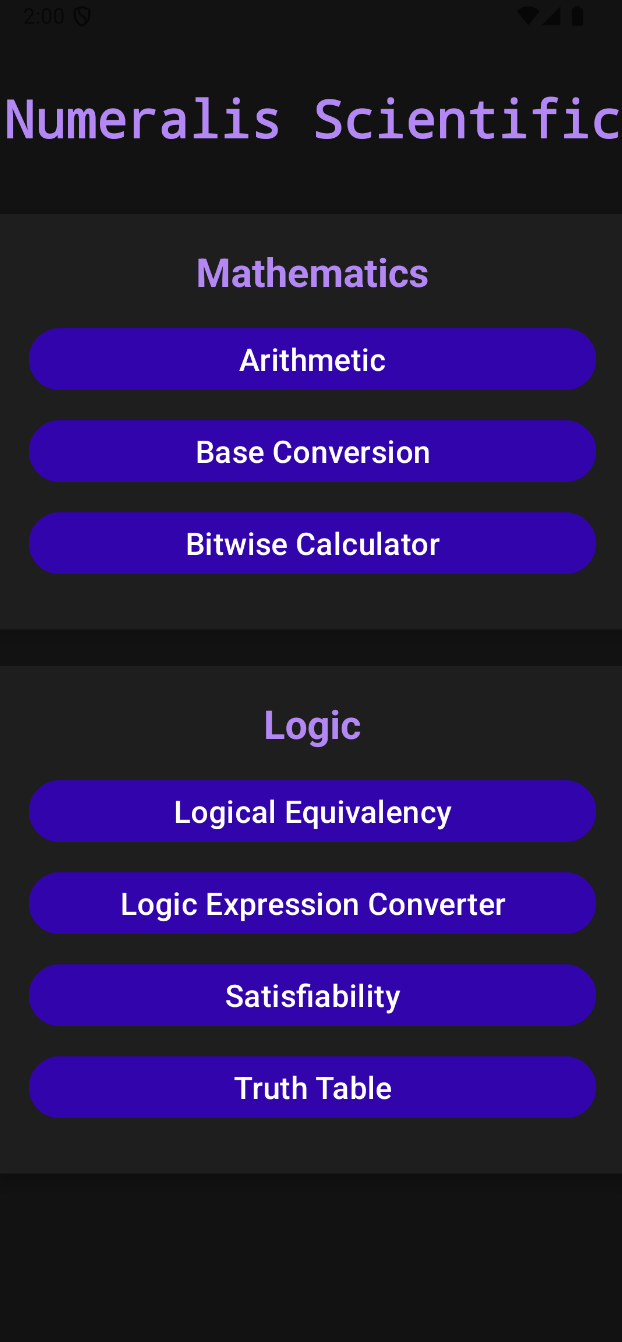 2:00
Numeralis Scientific
Mathematics
Arithmetic
Base Conversion
Bitwise Calculator
Logic
Logical Equivalency
Logic Expression Converter
Satisfiability
Truth Table